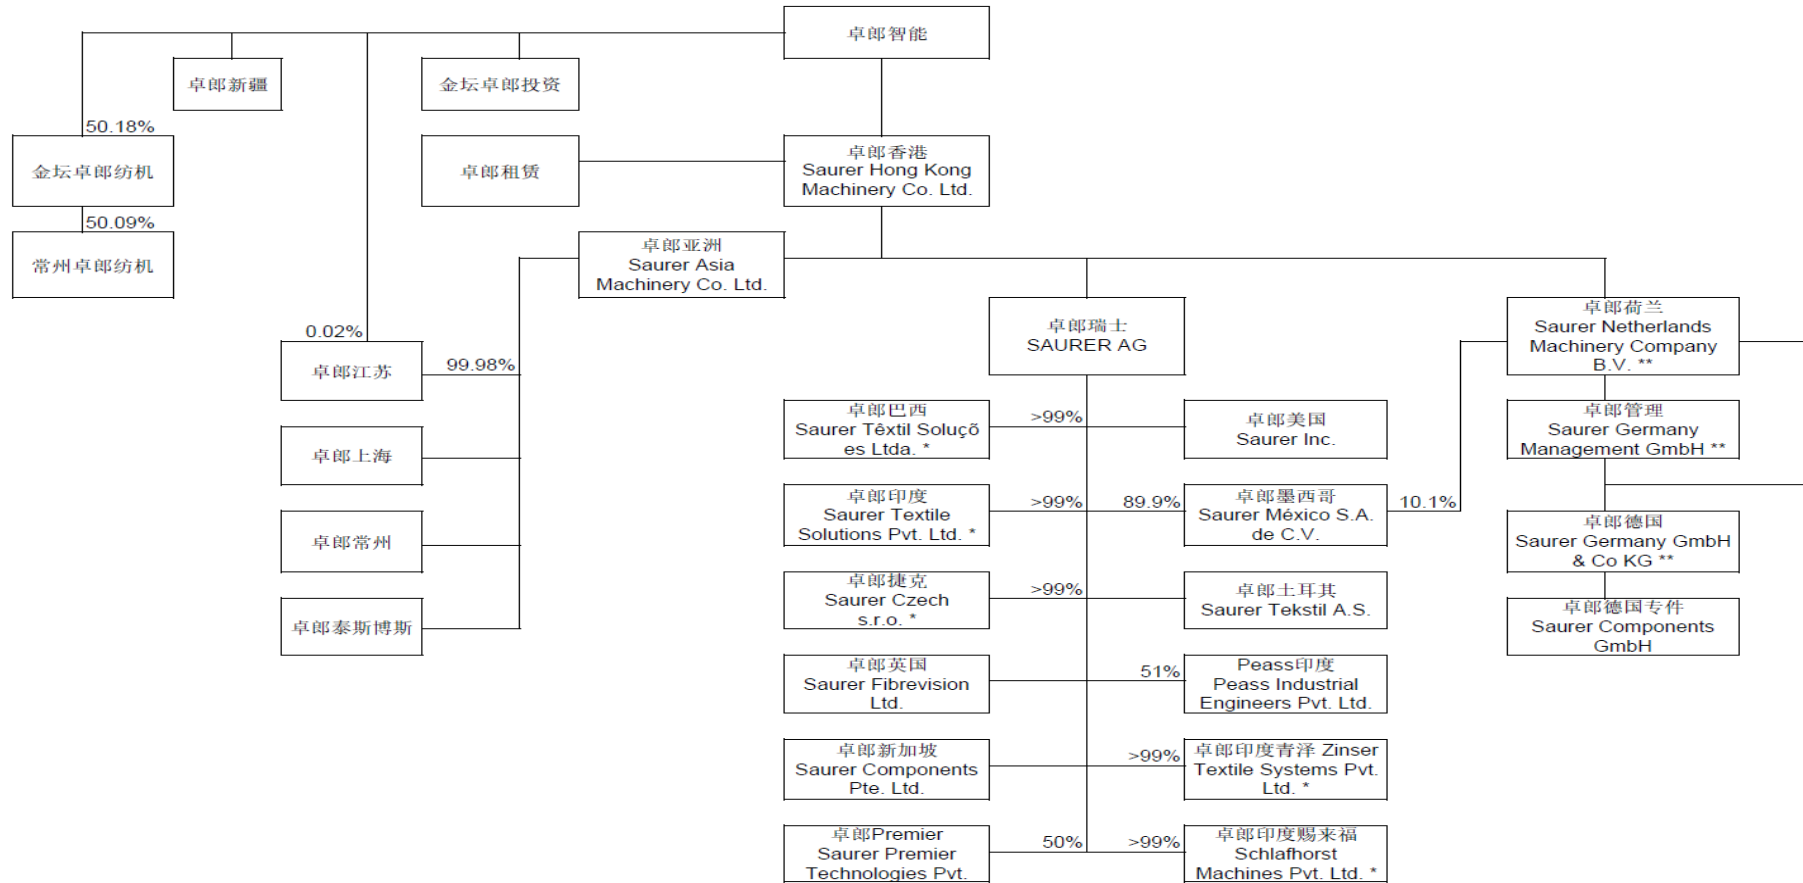 卓郎智能
卓郎新疆
金坛卓郎投资
50.18%
金坛卓郎纺机
卓郎租赁
卓郎香港
Saurer Hong Kong
Machinery Co. Ltd.
50.09%
常州卓郎纺机
卓郎亚洲
Saurer Asia
Machinery Co. Ltd.
卓郎瑞士
SAURER AG
卓郎荷兰
Saurer Netherlands
Machinery Company
B.V. **
0.02%
卓郎江苏
99.98%
卓郎上海
卓郎常州
卓郎泰斯博斯
卓郎巴西
Saurer Têxtil Soluçõ
es Ltda. *
>99%
卓郎美国
Saurer Inc.
卓郎管理
Saurer Germany
Management GmbH **
卓郎印度
Saurer Textile
Solutions Pvt. Ltd. *
>99%
89.9%
卓郎墨西哥
Saurer México S.A.
de C.V.
10.1%
卓郎德国
Saurer Germany GmbH
& Co KG **
卓郎捷克
Saurer Czech
s.r.o. *
>99%
卓郎土耳其
Saurer Tekstil A.S.
卓郎德国专件
Saurer Components
GmbH
卓郎英国
Saurer Fibrevision
Ltd.
51%
Peass印度
Peass Industrial
Engineers Pvt. Ltd.
卓郎新加坡
Saurer Components
Pte. Ltd.
>99%
卓郎印度青泽 Zinser
Textile Systems Pvt.
Ltd. *
卓郎Premier
Saurer Premier
Technologies Pvt.
50%
>99%
卓郎印度赐来福
Schlafhorst
Machines Pvt. Ltd. *